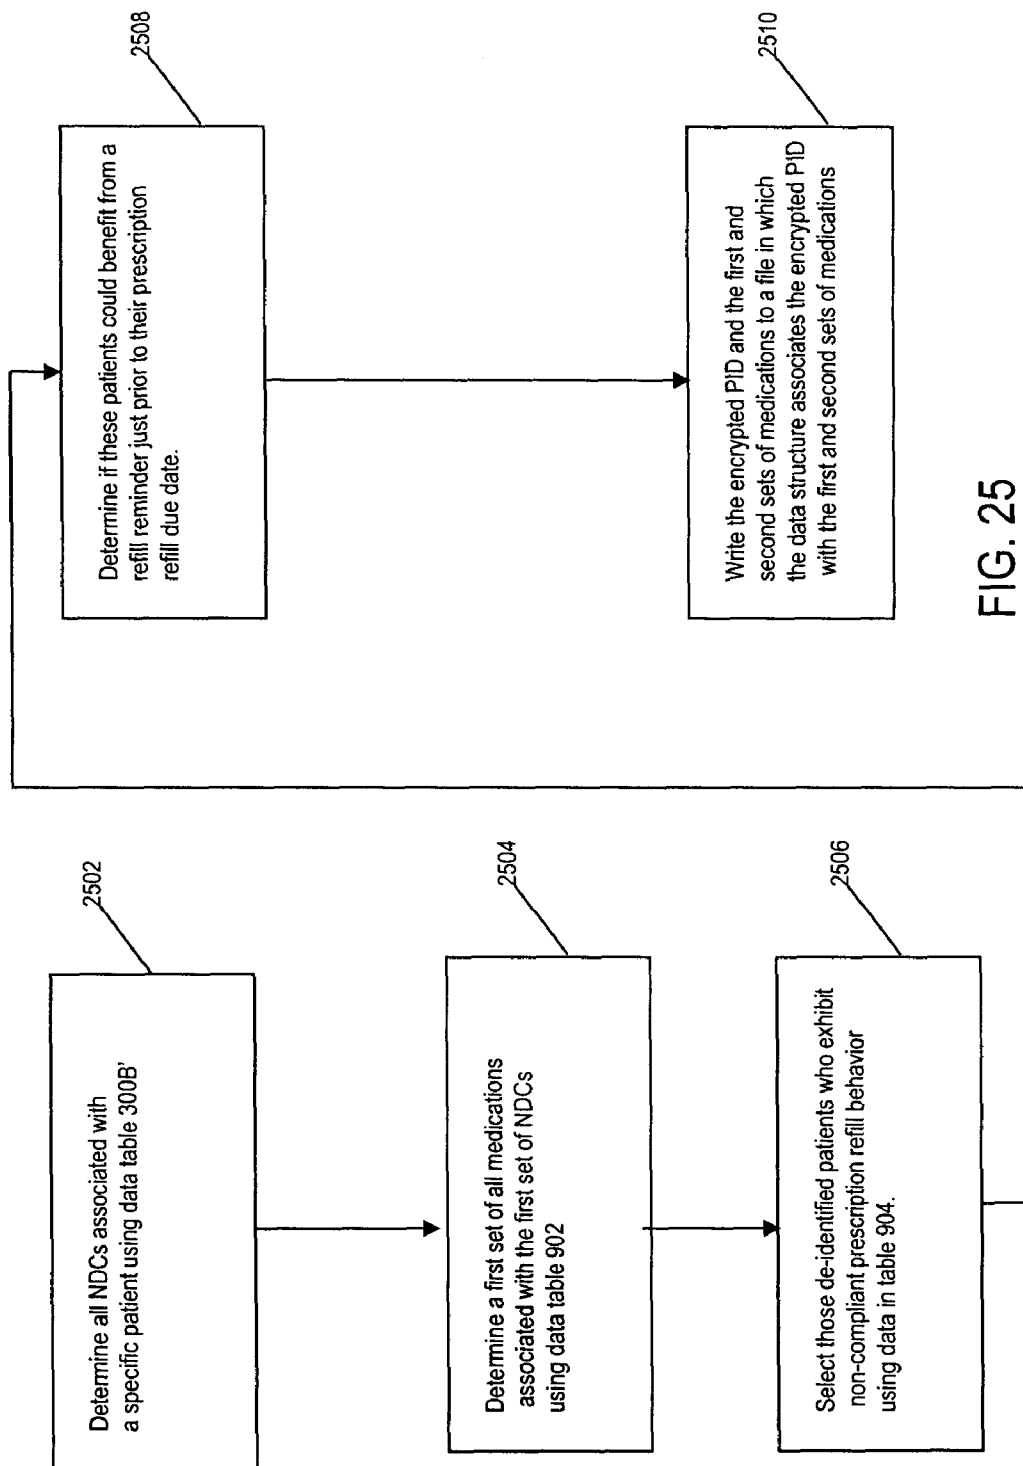 2502
Determine all NDCs associated with
a specific patient using data table 300B'
2504
Determine a first set of all medications
associated with the first set of NDCs
using data table 902
2506
Select those de-identified patients who exhibit
non-compliant prescription refill behavior
using data in table 904.
2508
Determine if these patients could benefit from a
refill reminder just prior to their prescription
refill due date.
2510
Write the encrypted PID and the first and
second sets of medications to a file in which
the data structure associates the encrypted PID
with the first and second sets of medications
FIG. 25